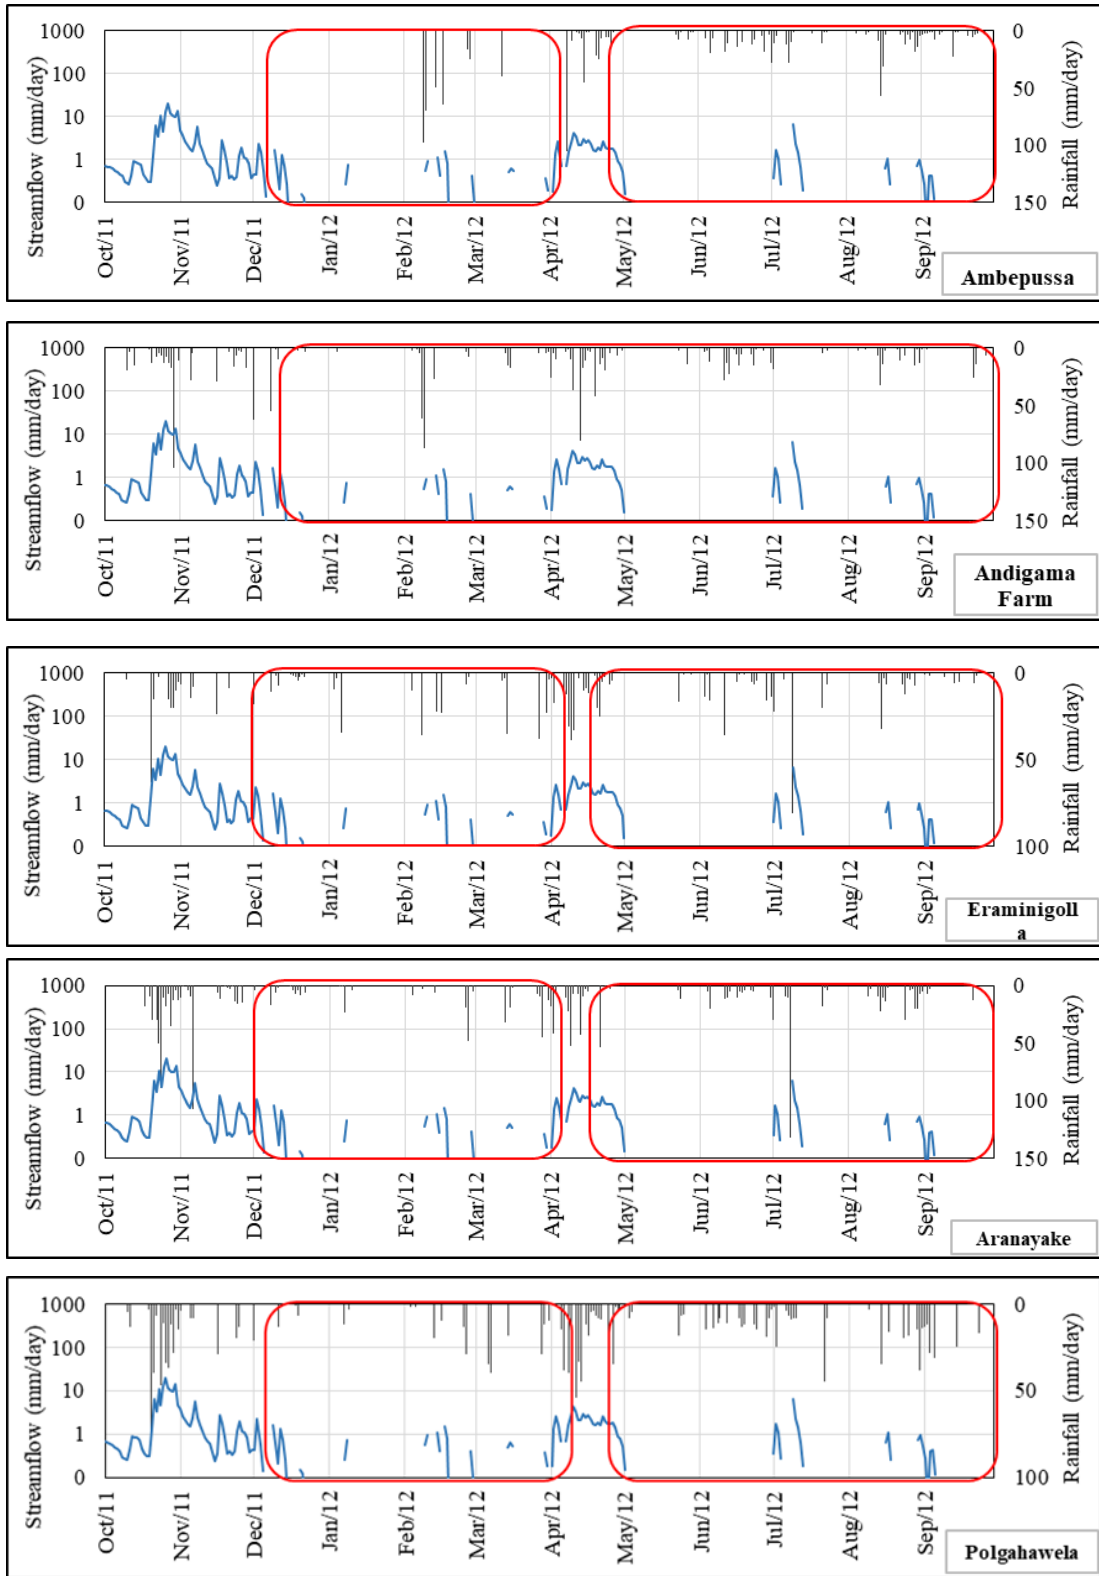 Streamflow (mm/day)
1000
100
10
1
0
0
50
100
150
Rainfall (mm/day)
Oct/11
Nov/11
Dec/11
Jan/12
Feb/12
Mar/12
Apr/12
May/12
Jun/12
Jul/12
Aug/12
Sep/12
Ambepussa
Streamflow (mm/day)
1000
100
10
1
0
0
50
100
150
Rainfall (mm/day)
Oct/11
Nov/11
Dec/11
Jan/12
Feb/12
Mar/12
Apr/12
May/12
Jun/12
Jul/12
Aug/12
Sep/12
Andigama
Farm
Streamflow (mm/day)
1000
100
10
1
0
0
50
100
Rainfall (mm/day)
Oct/11
Nov/11
Dec/11
Jan/12
Feb/12
Mar/12
Apr/12
May/12
Jun/12
Jul/12
Aug/12
Sep/12
Eraminigoll
a
Streamflow (mm/day)
1000
100
10
1
0
0
50
100
150
Rainfall (mm/day)
Oct/11
Nov/11
Dec/11
Jan/12
Feb/12
Mar/12
Apr/12
May/12
Jun/12
Jul/12
Aug/12
Sep/12
Aranayake
Streamflow (mm/day)
1000
100
10
1
0
0
50
100
Rainfall (mm/day)
Oct/11
Nov/11
Dec/11
Jan/12
Feb/12
Mar/12
Apr/12
May/12
Jun/12
Jul/12
Aug/12
Sep/12
Polgahawela